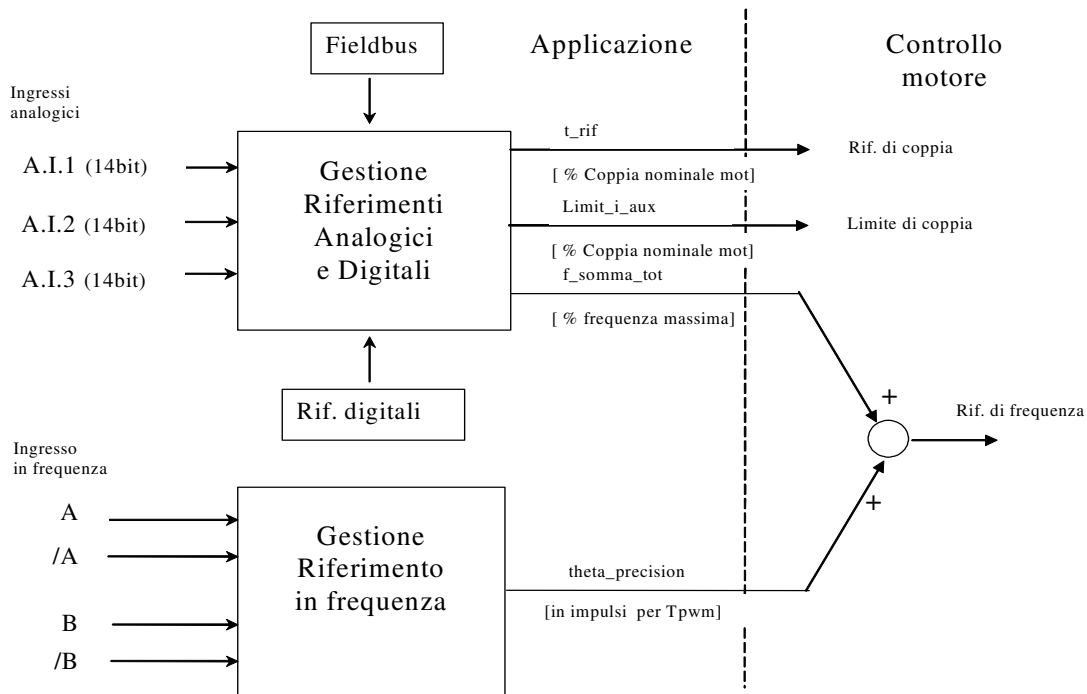 Fieldbus
Applicazione
Controllo
motore
Ingressi
analogici
A.I.1 (14bit)
A.I.2 (14bit)
A.I.3 (14bit)
Gestione
Riferimenti
Analogici
e Digitali
t_rif
[ % Coppia nominale mot]
Limit_i_aux
[ % Coppia nominale mot]
f_somma_tot
[ % frequenza massima]
Rif. di coppia
Limite di coppia
Rif. digitali
+
Rif. di frequenza
+
Ingresso
in frequenza
A
/A
B
/B
Gestione
Riferimento
in frequenza
theta_precision
[in impulsi per Tpwm]